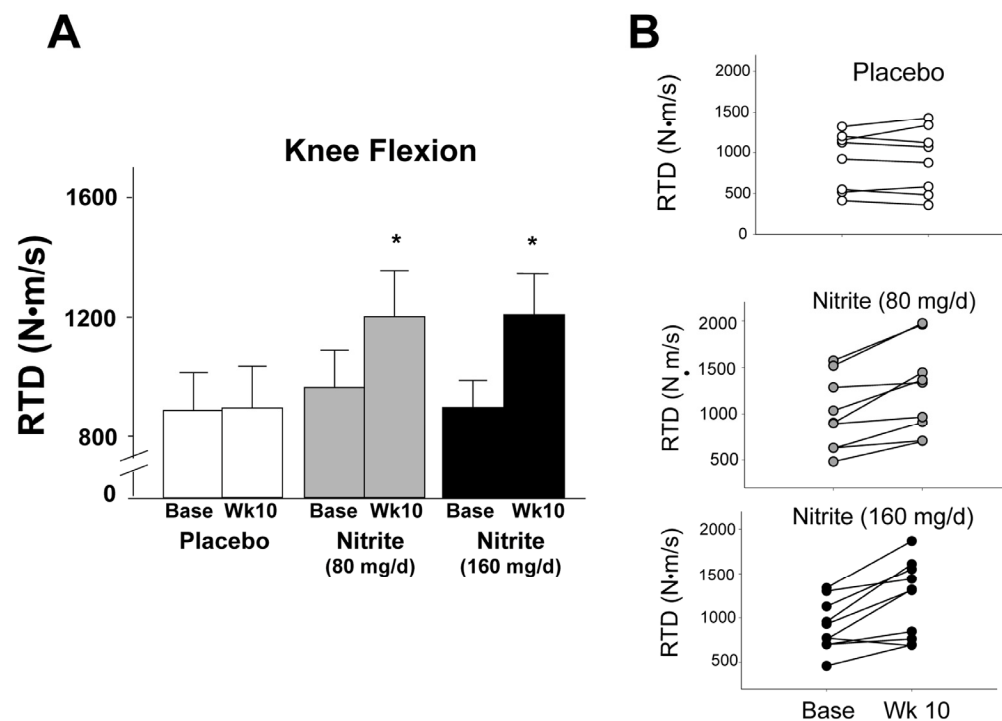 A
Knee Flexion
RTD (N•m/s)
1600
1200
800
0
*
*
Base Wk10 Base Wk10 Base Wk10
Placebo Nitrite Nitrite
(80 mg/d) (160 mg/d)
B
Placebo
RTD (N•m/s)
2000
1500
1000
500
0
Nitrite (80 mg/d)
RTD (N•m/s)
2000
1500
1000
500
Nitrite (160 mg/d)
RTD (N•m/s)
2000
1500
1000
500
Base Wk 10